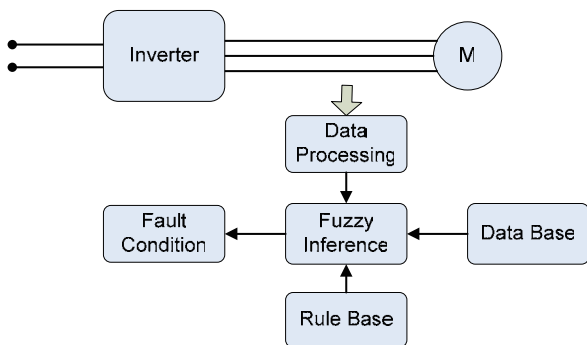 Inverter
M
Data
Processing
Fault
Condition
Fuzzy
Inference
Data Base
Rule Base